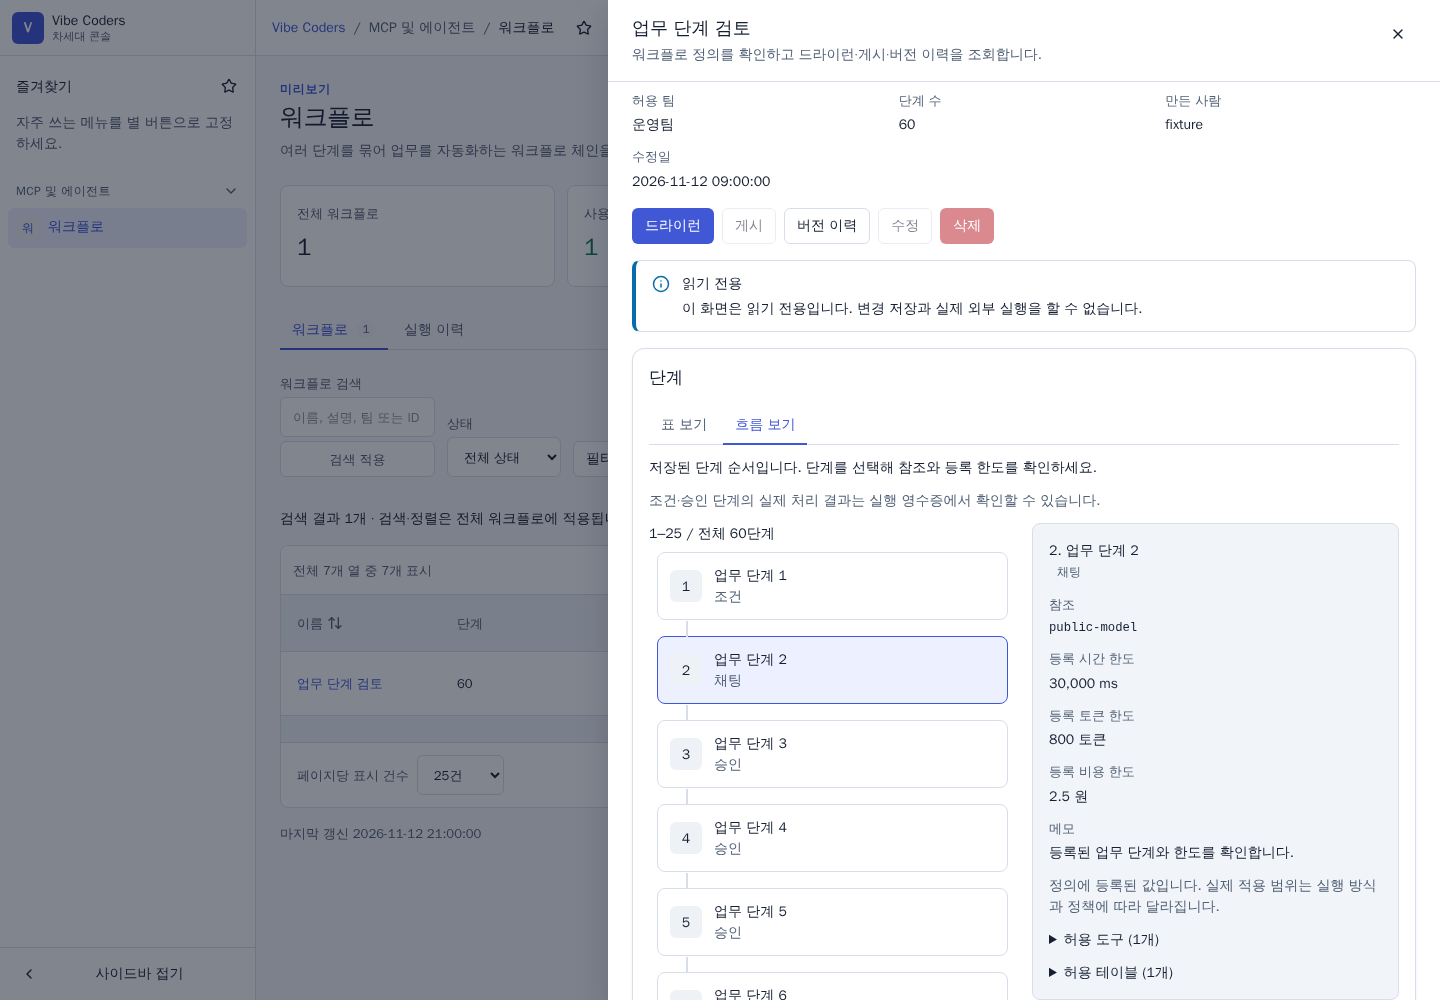 V
Vibe Coders
차세대 콘솔
즐겨찾기
자주 쓰는 메뉴를 별 버튼으로 고정
하세요.
MCP 및 에이전트
워 워크플로
사이드바 접기
Vibe Coders / MCP 및 에이전트 / 워크플로
미리보기
워크플로
여러 단계를 묶어 업무를 자동화하는 워크플로 체인을
전체 워크플로
1
사용
1
워크플로 1
실행 이력
워크플로 검색
이름, 설명, 팀 또는 ID
검색 적용
상태
전체 상태
필터
검색 결과 1개 · 검색·정렬은 전체 워크플로에 적용됩니
전체 7개 열 중 7개 표시
이름 단계
업무 단계 검토 60
페이지당 표시 건수 25건
마지막 갱신 2026-11-12 21:00:00
업무 단계 검토
워크플로 정의를 확인하고 드라이런·게시·버전 이력을 조회합니다.
허용 팀
운영팀
단계 수
60
만든 사람
fixture
수정일
2026-11-12 09:00:00
드라이런 게시 버전 이력 수정 삭제
읽기 전용
이 화면은 읽기 전용입니다. 변경 저장과 실제 외부 실행을 할 수 없습니다.
단계
표 보기 흐름 보기
저장된 단계 순서입니다. 단계를 선택해 참조와 등록 한도를 확인하세요.
조건·승인 단계의 실제 처리 결과는 실행 영수증에서 확인할 수 있습니다.
1–25 / 전체 60단계
1
업무 단계 1
조건
2
업무 단계 2
채팅
3
업무 단계 3
승인
4
업무 단계 4
승인
5
업무 단계 5
승인
업무 단계 6
2. 업무 단계 2
채팅
참조
public-model
등록 시간 한도
30,000 ms
등록 토큰 한도
800 토큰
등록 비용 한도
2.5 원
메모
등록된 업무 단계와 한도를 확인합니다.
정의에 등록된 값입니다. 실제 적용 범위는 실행 방식
과 정책에 따라 달라집니다.
▶ 허용 도구 (1개)
▶ 허용 테이블 (1개)